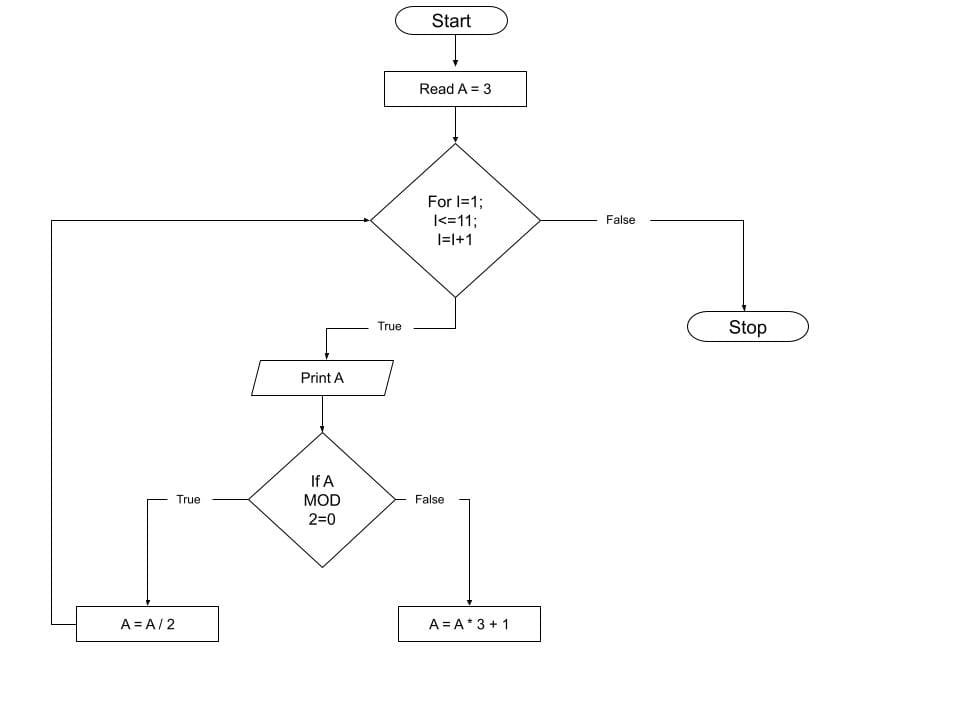 Start
Read A = 3
For I=1;
I<=11;
I=I+1
False
Stop
True
Print A
If A
MOD
2=0
True
False
A = A / 2
A = A * 3 + 1